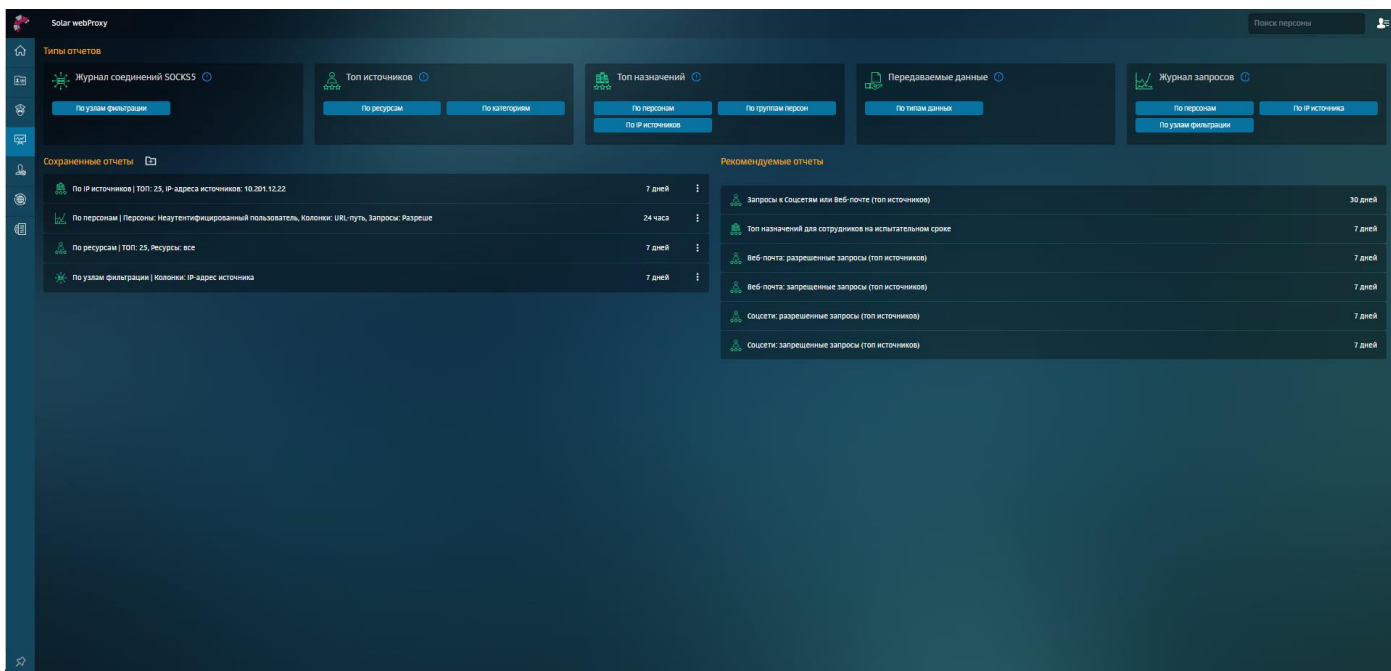 Solar webProxy
Поиск персоны
Типы отчетов
Журнал соединений SOCKS5
По узлам фильтрации
Топ источников
По ресурсам
По категориям
Топ назначений
По персонам
По группам персон
По IP источников
Передаваемые данные
По типам данных
Журнал запросов
По персонам
По IP источника
По узлам фильтрации
Сохраненные отчеты
По IP источников | ТОП: 25, IP-адреса источников: 10.201.12.22 7 дней
По персонам | Персоны: Неаутентифицированный пользователь, Колонки: URL-путь, Запросы: Разреше 24 часа
По ресурсам | ТОП: 25, Ресурсы: все 7 дней
По узлам фильтрации | Колонки: IP-адрес источника 7 дней
Рекомендуемые отчеты
Запросы к Соцсетям или Веб-почте (топ источников) 30 дней
Топ назначений для сотрудников на испытательном сроке 7 дней
Веб-почта: разрешенные запросы (топ источников) 7 дней
Веб-почта: запрещенные запросы (топ источников) 7 дней
Соцсети: разрешенные запросы (топ источников) 7 дней
Соцсети: запрещенные запросы (топ источников) 7 дней